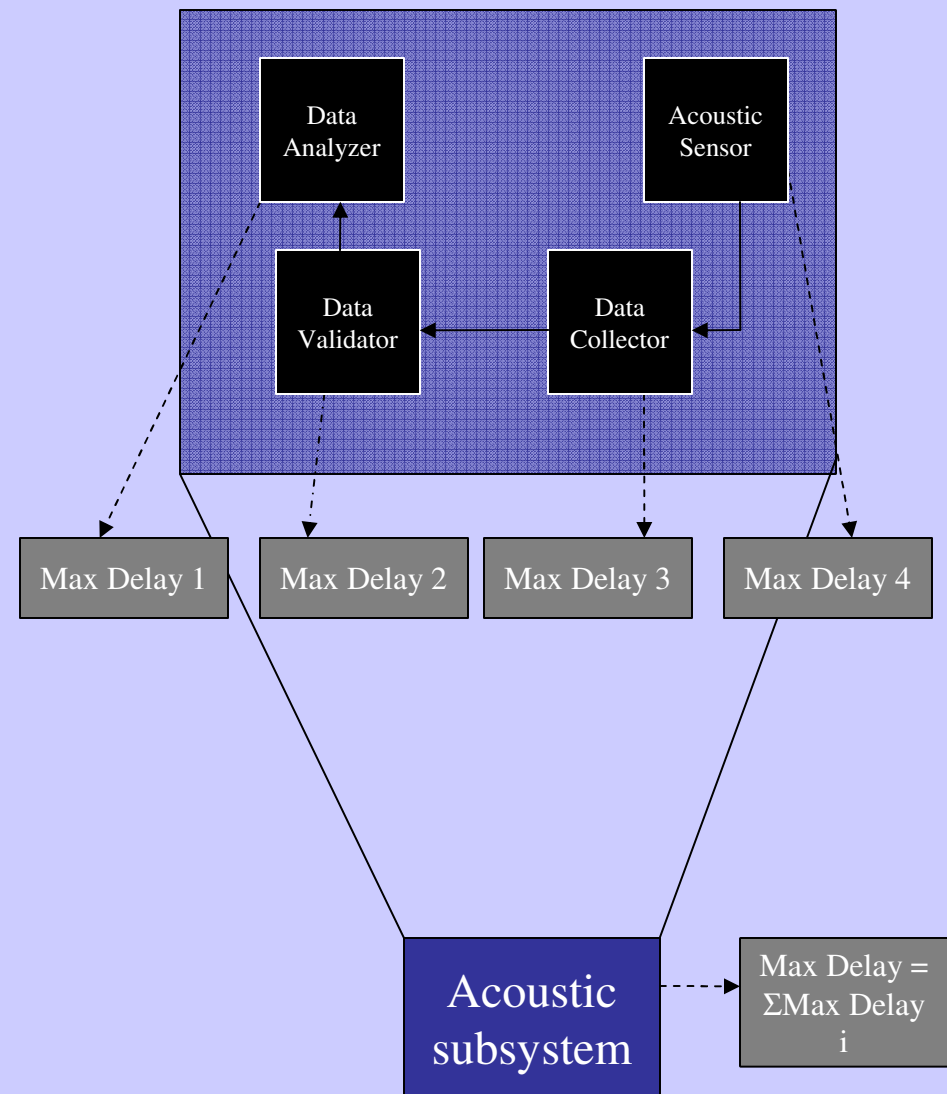 Data
Analyzer
Acoustic
Sensor
Data
Validator
Data
Collector
Max Delay 1
Max Delay 2
Max Delay 3
Max Delay 4
Acoustic
subsystem
Max Delay =
ΣMax Delay
i